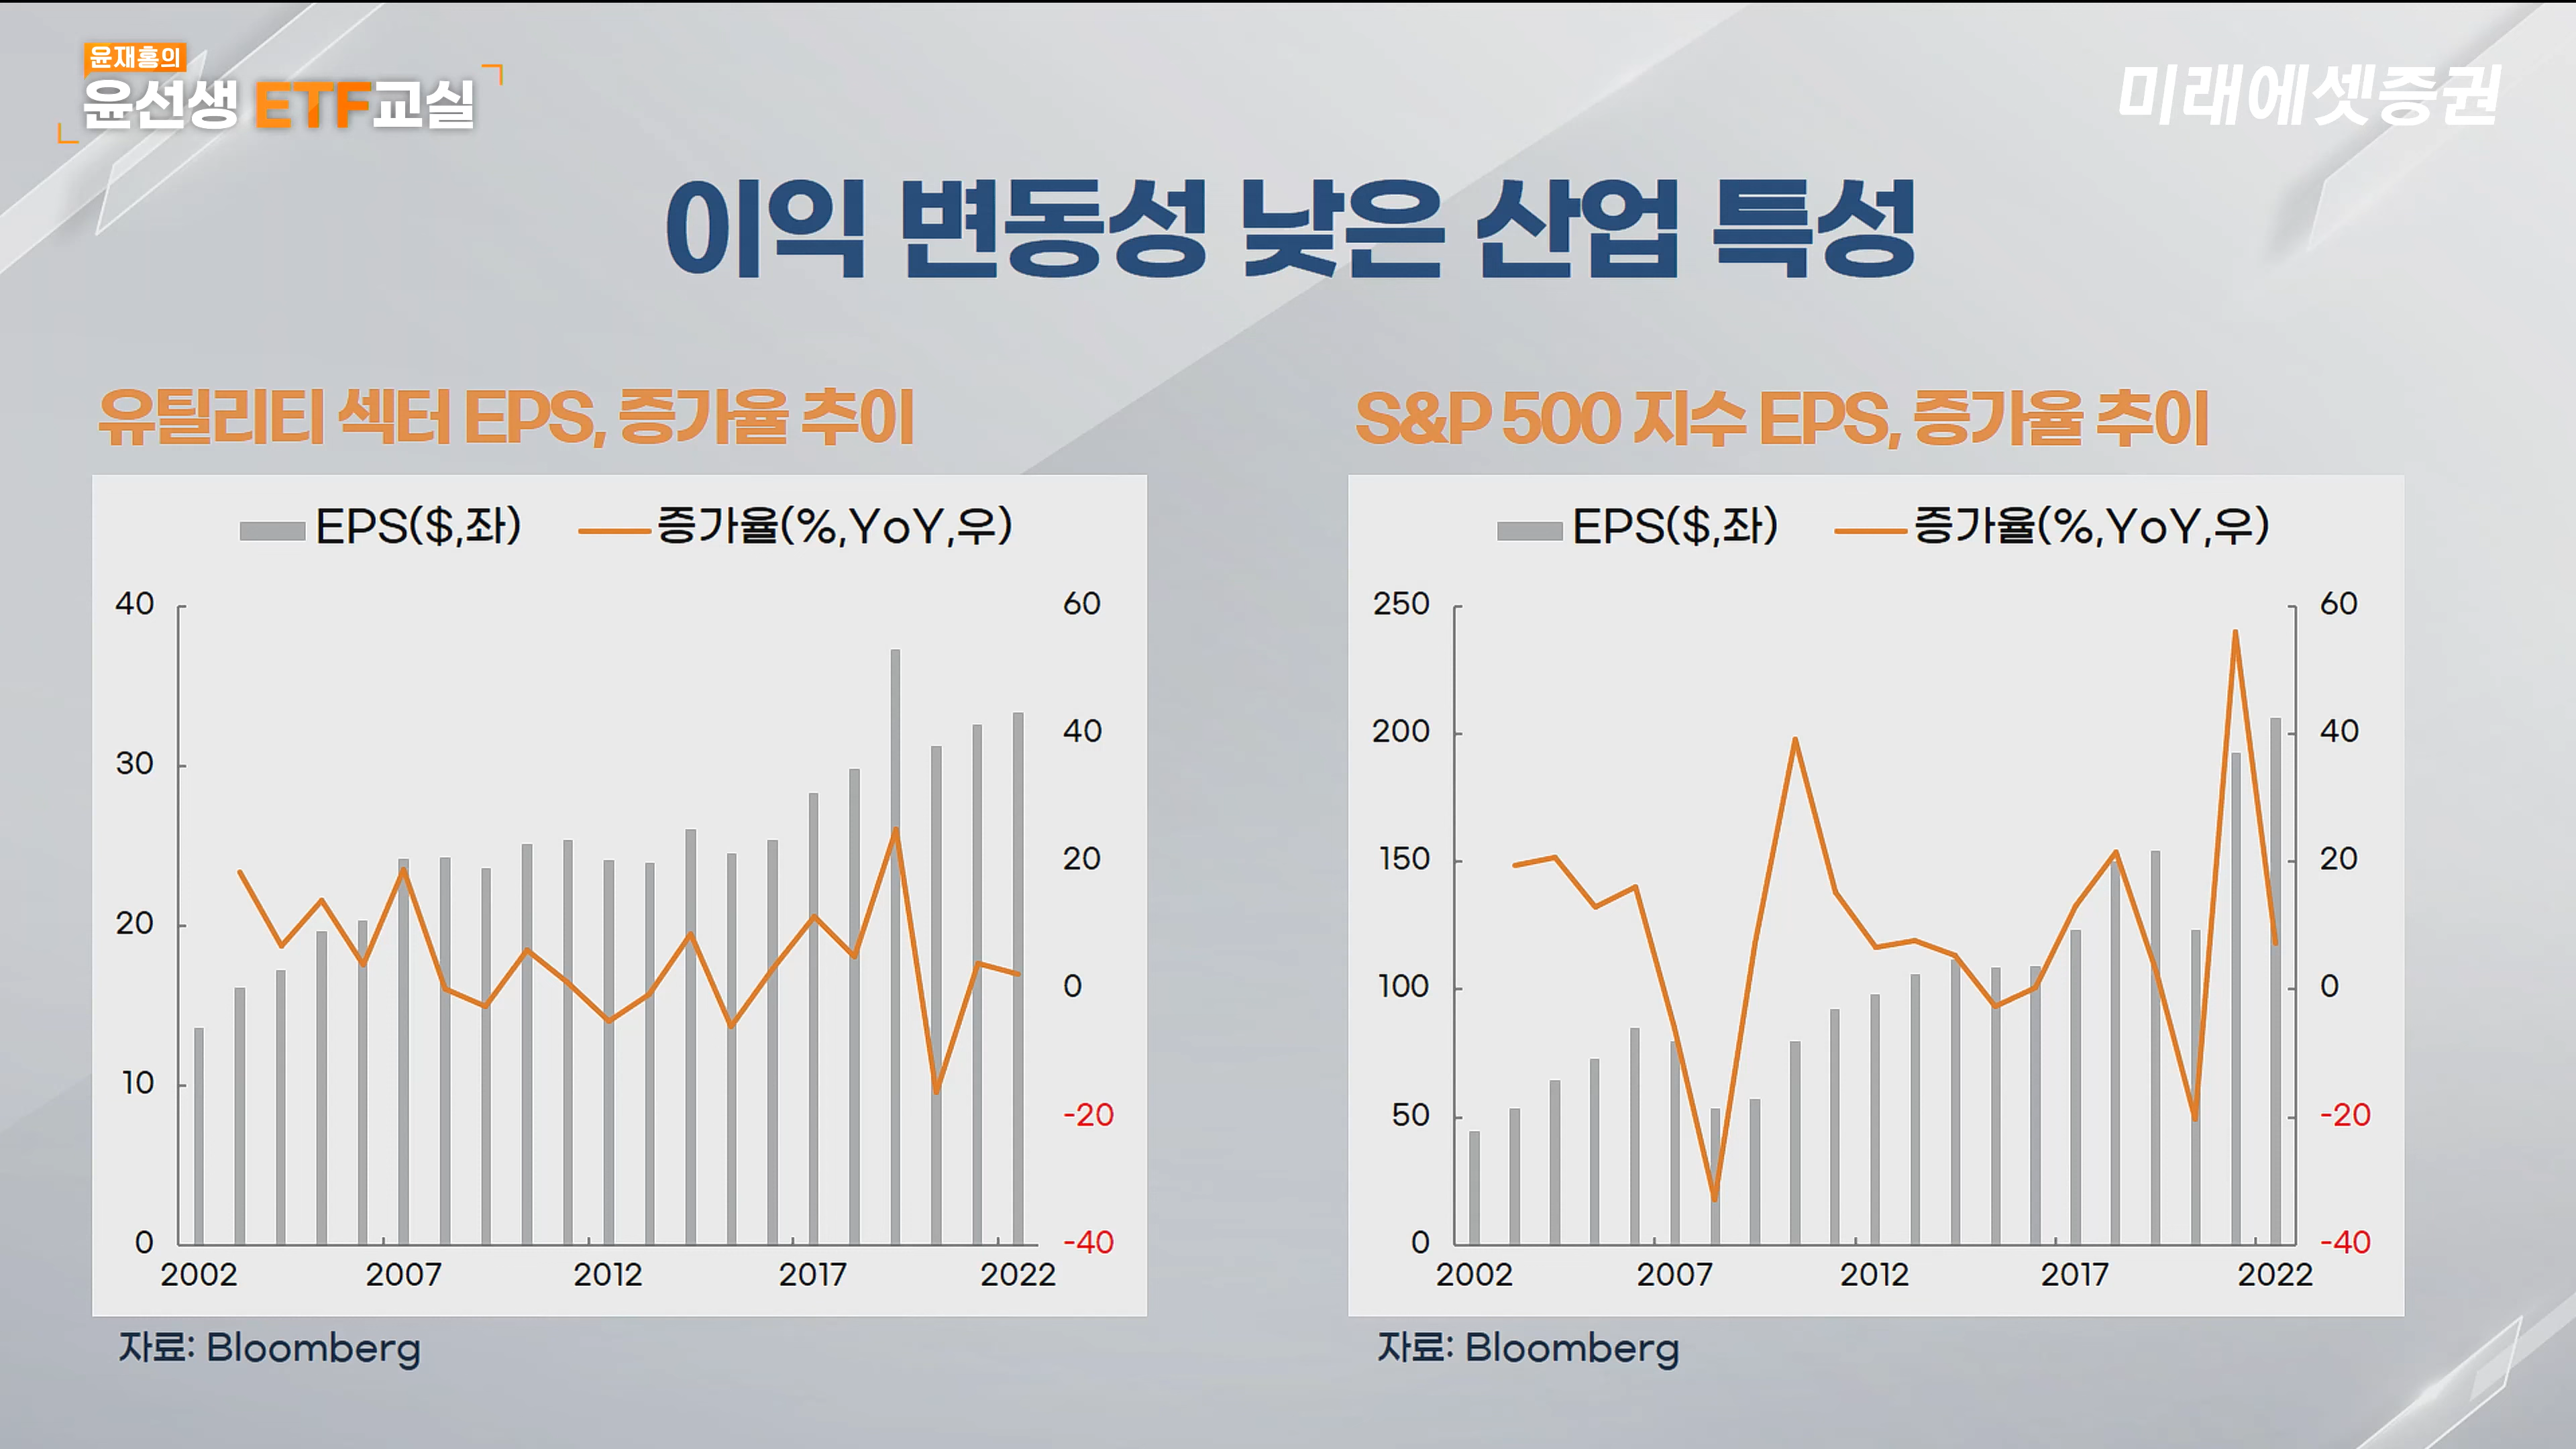 윤재홍의
윤선생 ETF교실
미래에셋증권
이익 변동성 낮은 산업 특성
유틸리티 섹터 EPS, 증가율 추이
EPS($,좌) 증가율(%,YoY,우)
40 60
30 40
20 20
10 0
0 -20
-40
2002 2007 2012 2017 2022
자료: Bloomberg
S&P 500 지수 EPS, 증가율 추이
EPS($,좌) 증가율(%,YoY,우)
250 60
200 40
150 20
100 0
50 -20
0 -40
2002 2007 2012 2017 2022
자료: Bloomberg